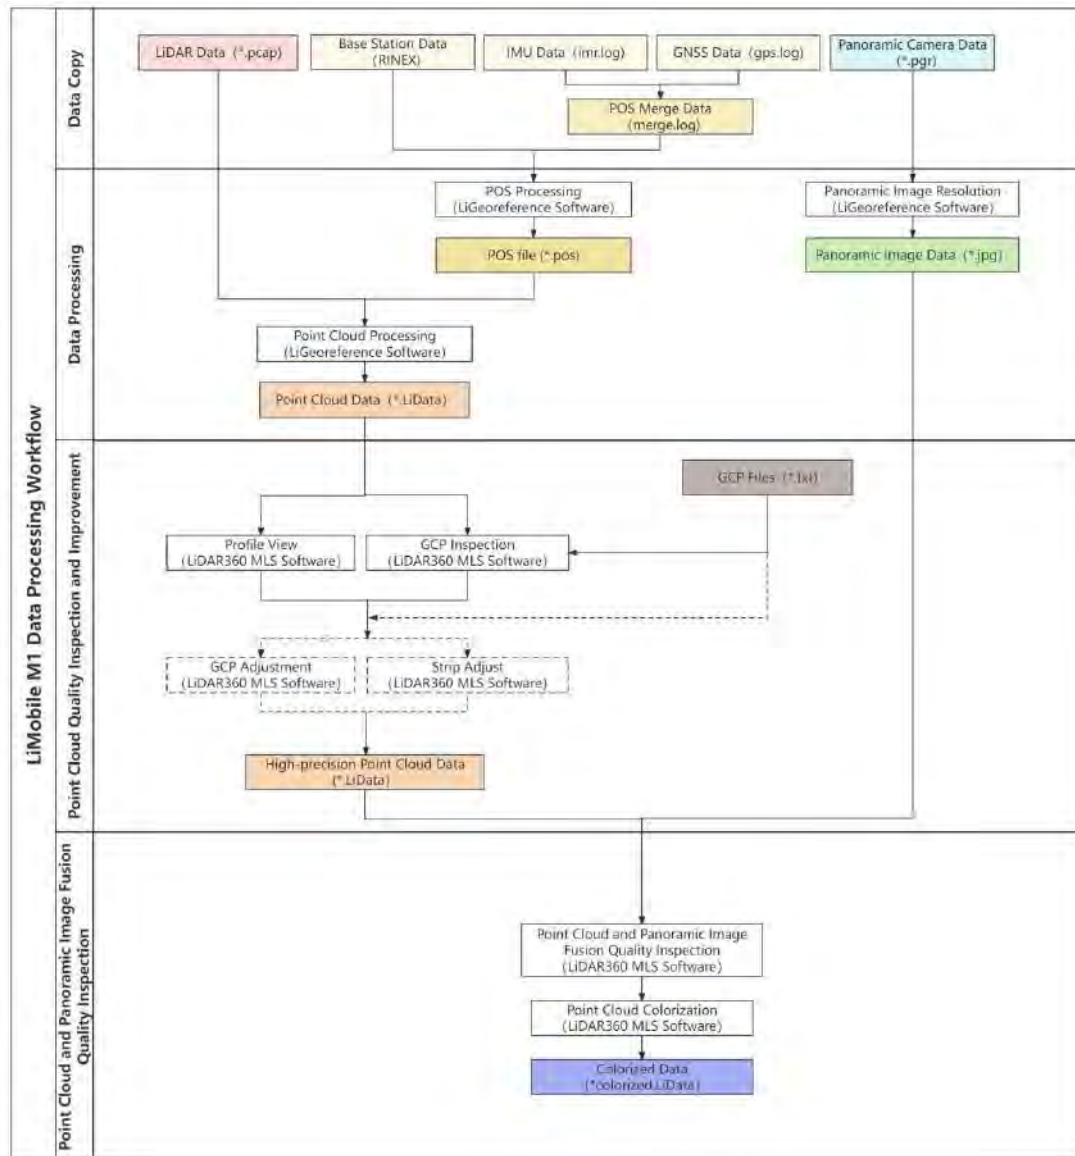 LiMobile M1 Data Processing Workflow
Data Copy
LiDAR Data (*.pcap)
Base Station Data
(RINEX)
IMU Data (imr.log)
GNSS Data (gps.log)
Panoramic Camera Data
(*.pgr)
POS Merge Data
(merge.log)
Data Processing
POS Processing
(LiGeoreference Software)
Panoramic Image Resolution
(LiGeoreference Software)
POS file (*.pos)
Panoramic Image Data (*.jpg)
Point Cloud Processing
(LiGeoreference Software)
Point Cloud Data (*.LiData)
Point Cloud Quality Inspection and Improvement
GCP Files (*.txt)
Profile View
(LiDAR360 MLS Software)
GCP Inspection
(LiDAR360 MLS Software)
GCP Adjustment
(LiDAR360 MLS Software)
Strip Adjust
(LiDAR360 MLS Software)
High-precision Point Cloud Data
(*.LiData)
Point Cloud and Panoramic Image Fusion
Quality Inspection
Point Cloud and Panoramic Image
Fusion Quality Inspection
(LiDAR360 MLS Software)
Point Cloud Colorization
(LiDAR360 MLS Software)
Colorized Data
(*colorized.LiData)